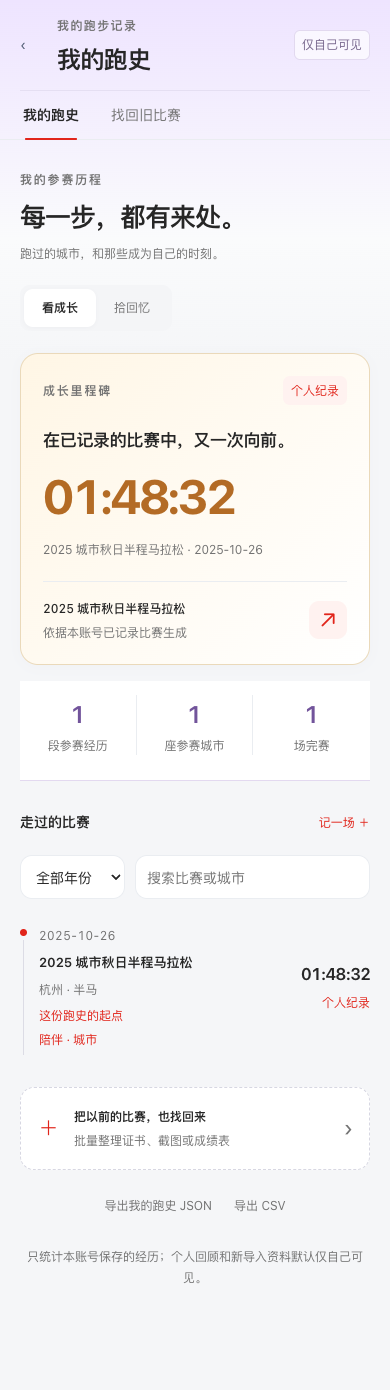 我的跑步记录
‹
我的跑史
仅自己可见
我的跑史
找回旧比赛
我的参赛历程
每一步，都有来处。
跑过的城市，和那些成为自己的时刻。
看成长
拾回忆
成长里程碑
个人纪录
在已记录的比赛中，又一次向前。
01:48:32
2025 城市秋日半程马拉松 · 2025-10-26
2025 城市秋日半程马拉松
依据本账号已记录比赛生成
1
段参赛经历
1
座参赛城市
1
场完赛
走过的比赛
记一场 ＋
全部年份
搜索比赛或城市
2025-10-26
2025 城市秋日半程马拉松
杭州 · 半马
这份跑史的起点
陪伴 · 城市
01:48:32
个人纪录
＋
把以前的比赛，也找回来
批量整理证书、截图或成绩表
›
导出我的跑史 JSON
导出 CSV
只统计本账号保存的经历；个人回顾和新导入资料默认仅自己可
见。